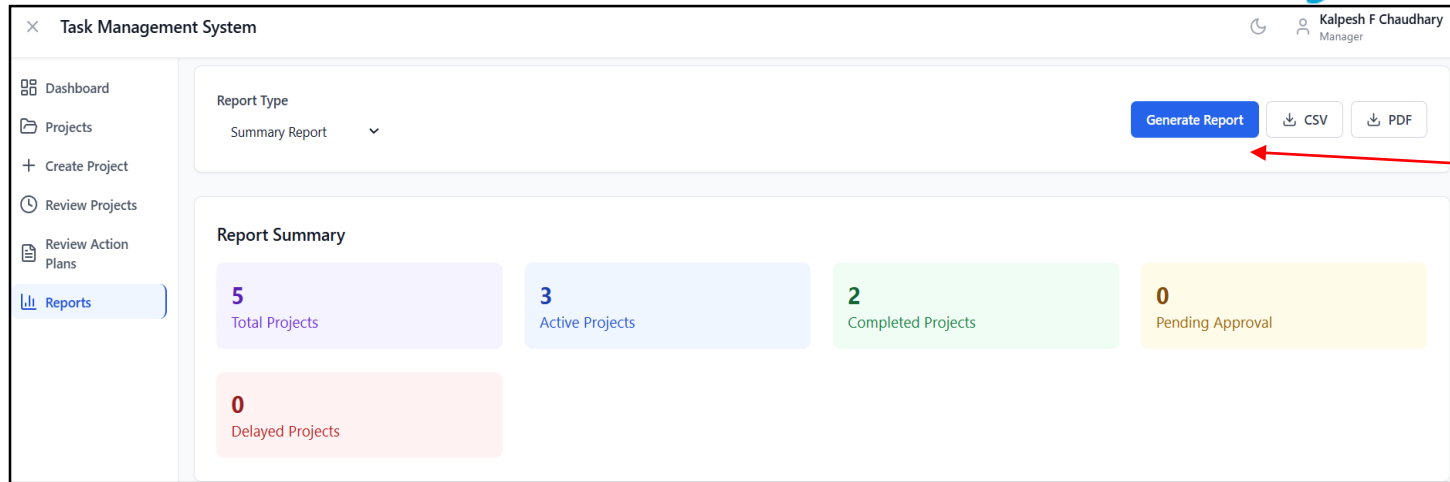 Task Management System
Kalpesh F Chaudhary
Manager
Dashboard
Projects
Create Project
Review Projects
Review Action
Plans
Reports
Report Type
Summary Report
Generate Report
CSV
PDF
Report Summary
5
Total Projects
3
Active Projects
2
Completed Projects
0
Pending Approval
0
Delayed Projects